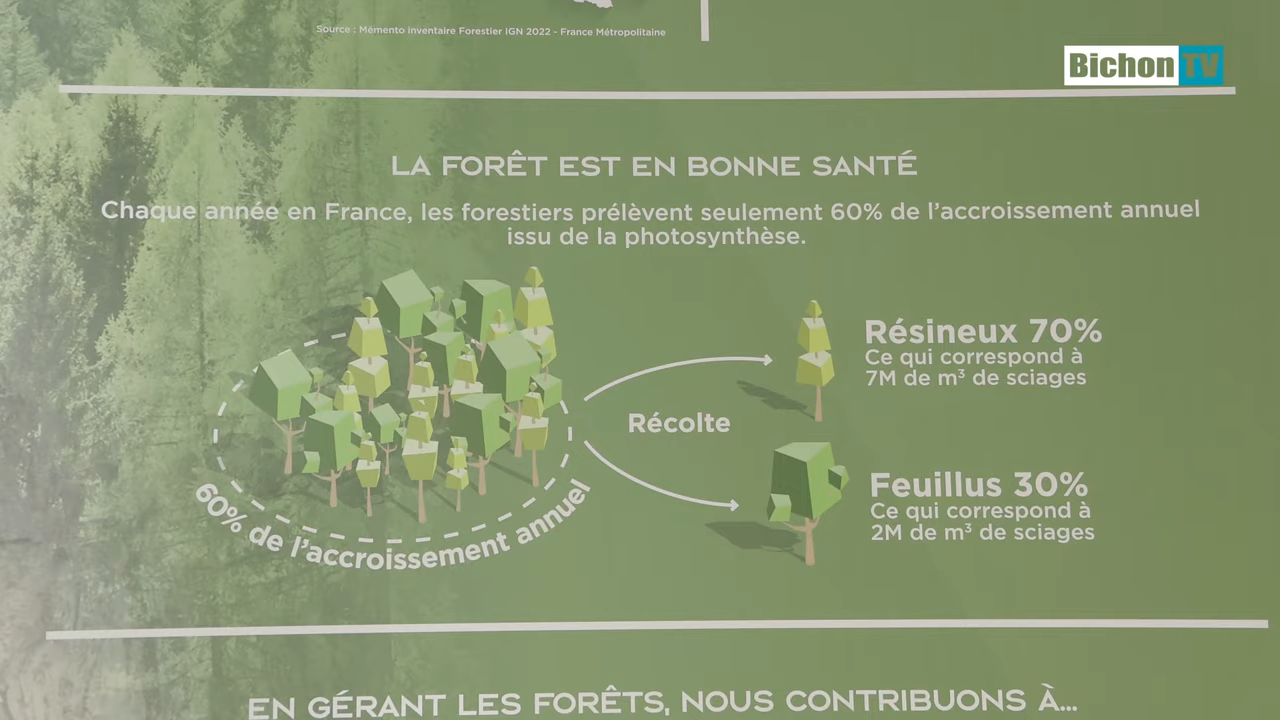 Source : Mémento inventaire Forestier IGN 2022 - France Métropolitaine
Bichon TV
LA FORÊT EST EN BONNE SANTÉ
Chaque année en France, les forestiers prélèvent seulement 60% de l'accroissement annuel
issu de la photosynthèse.
Résineux 70%
Ce qui correspond à
7M de m³ de sciages
Récolte
Feuillus 30%
Ce qui correspond à
2M de m³ de sciages
60% de l'accroissement annuel
EN GÉRANT LES FORÊTS, NOUS CONTRIBUONS À...